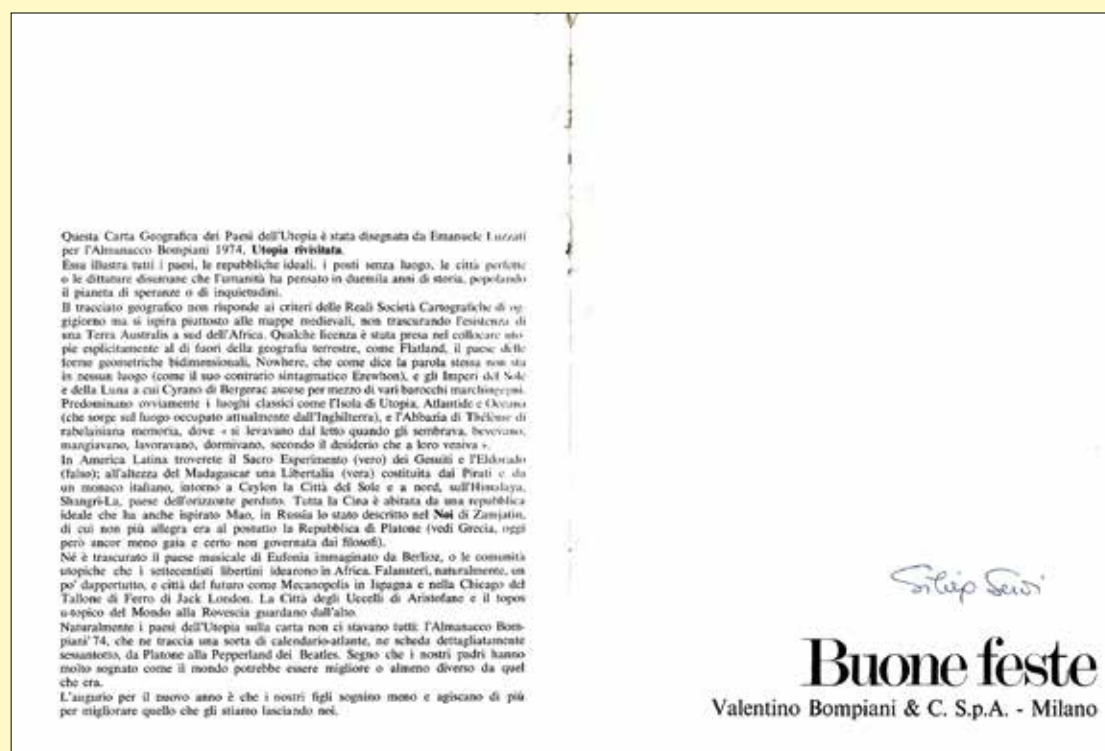 Questa Carta Geografica dei Paesi dell'Utopia è stata disegnata da Emanuele Luzzati
per l'Almanacco Bompiani 1974, Utopia rivisitata.
Essa illustra tutti i paesi, le repubbliche ideali, i posti senza luogo, le città perfette
o le dittature disumane che l'umanità ha pensato in duemila anni di storia, popolando
il pianeta di speranze o di inquietudini.
Il tracciato geografico non risponde ai criteri delle Reali Società Cartografiche di og-
gigiorno ma si ispira piuttosto alle mappe medievali, non trascurando l'esistenza di
una Terra Australis a sud dell'Africa. Qualche licenza è stata presa nel collocare uto-
pie esplicitamente al di fuori della geografia terrestre, come Flatland, il paese delle
forme geometriche bidimensionali, Nowhere, che come dice la parola stessa non sta
in nessun luogo (come il suo contrario sintagmatico Erewhon), e gli Imperi del Sole
e della Luna a cui Cyrano di Bergerac ascese per mezzo di vari barocchi marchingegni.
Predominano ovviamente i luoghi classici come l'Isola di Utopia, Atlantide e Oceana
(che sorge sul luogo occupato attualmente dall'Inghilterra), e l'Abbazia di Thélème di
rabelaisiana memoria, dove « si levavano dal letto quando gli sembrava, bevevano,
mangiavano, lavoravano, dormivano, secondo il desiderio che a loro veniva ».
In America Latina troverete il Sacro Esperimento (vero) dei Gesuiti e l'Eldorado
(falso); all'altezza del Madagascar una Libertalia (vera) costituita dai Pirati e da
un monaco italiano, intorno a Ceylon la Città del Sole e a nord, sull'Himalaya,
Shangri-La, paese dell'orizzonte perduto. Tutta la Cina è abitata da una repubblica
ideale che ha anche ispirato Mao, in Russia lo stato descritto nel Noi di Zamjatin,
di cui non più allegra era al postutto la Repubblica di Platone (vedi Grecia, oggi
però ancor meno gaia e certo non governata dai filosofi).
Né è trascurato il paese musicale di Eufonia immaginato da Berlioz, o le comunità
utopiche che i settecentisti libertini idearono in Africa. Falansteri, naturalmente, un
po' dappertutto, e città del futuro come Mecanopolis in Ispagna e nella Chicago del
Tallone di Ferro di Jack London. La Città degli Uccelli di Aristofane e il topos
u-topico del Mondo alla Rovescia guardano dall'alto.
Naturalmente i paesi dell'Utopia sulla carta non ci stavano tutti: l'Almanacco Bom-
piani'74, che ne traccia una sorta di calendario-atlante, ne scheda dettagliatamente
sessantotto, da Platone alla Pepperland dei Beatles. Segno che i nostri padri hanno
molto sognato come il mondo potrebbe essere migliore o almeno diverso da quel
che era.
L'augurio per il nuovo anno è che i nostri figli sognino meno e agiscano di più
per migliorare quello che gli stiamo lasciando noi.
Buone feste
Valentino Bompiani & C. S.p.A. - Milano